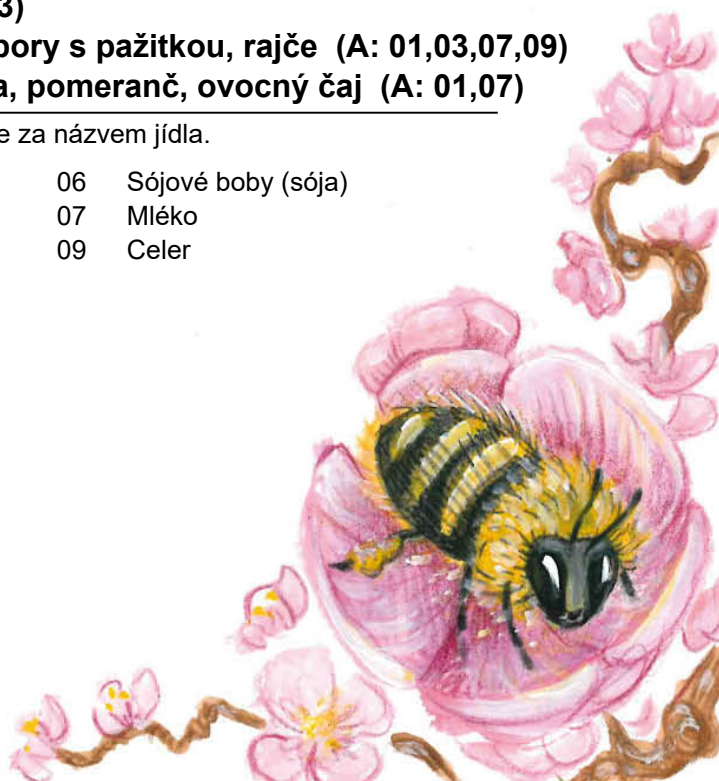 3)
pory s pažitkou, rajče (A: 01,03,07,09)
a, pomeranč, ovocný čaj (A: 01,07)
e za názvem jídla.
06 Sójové boby (sója)
07 Mléko
09 Celer